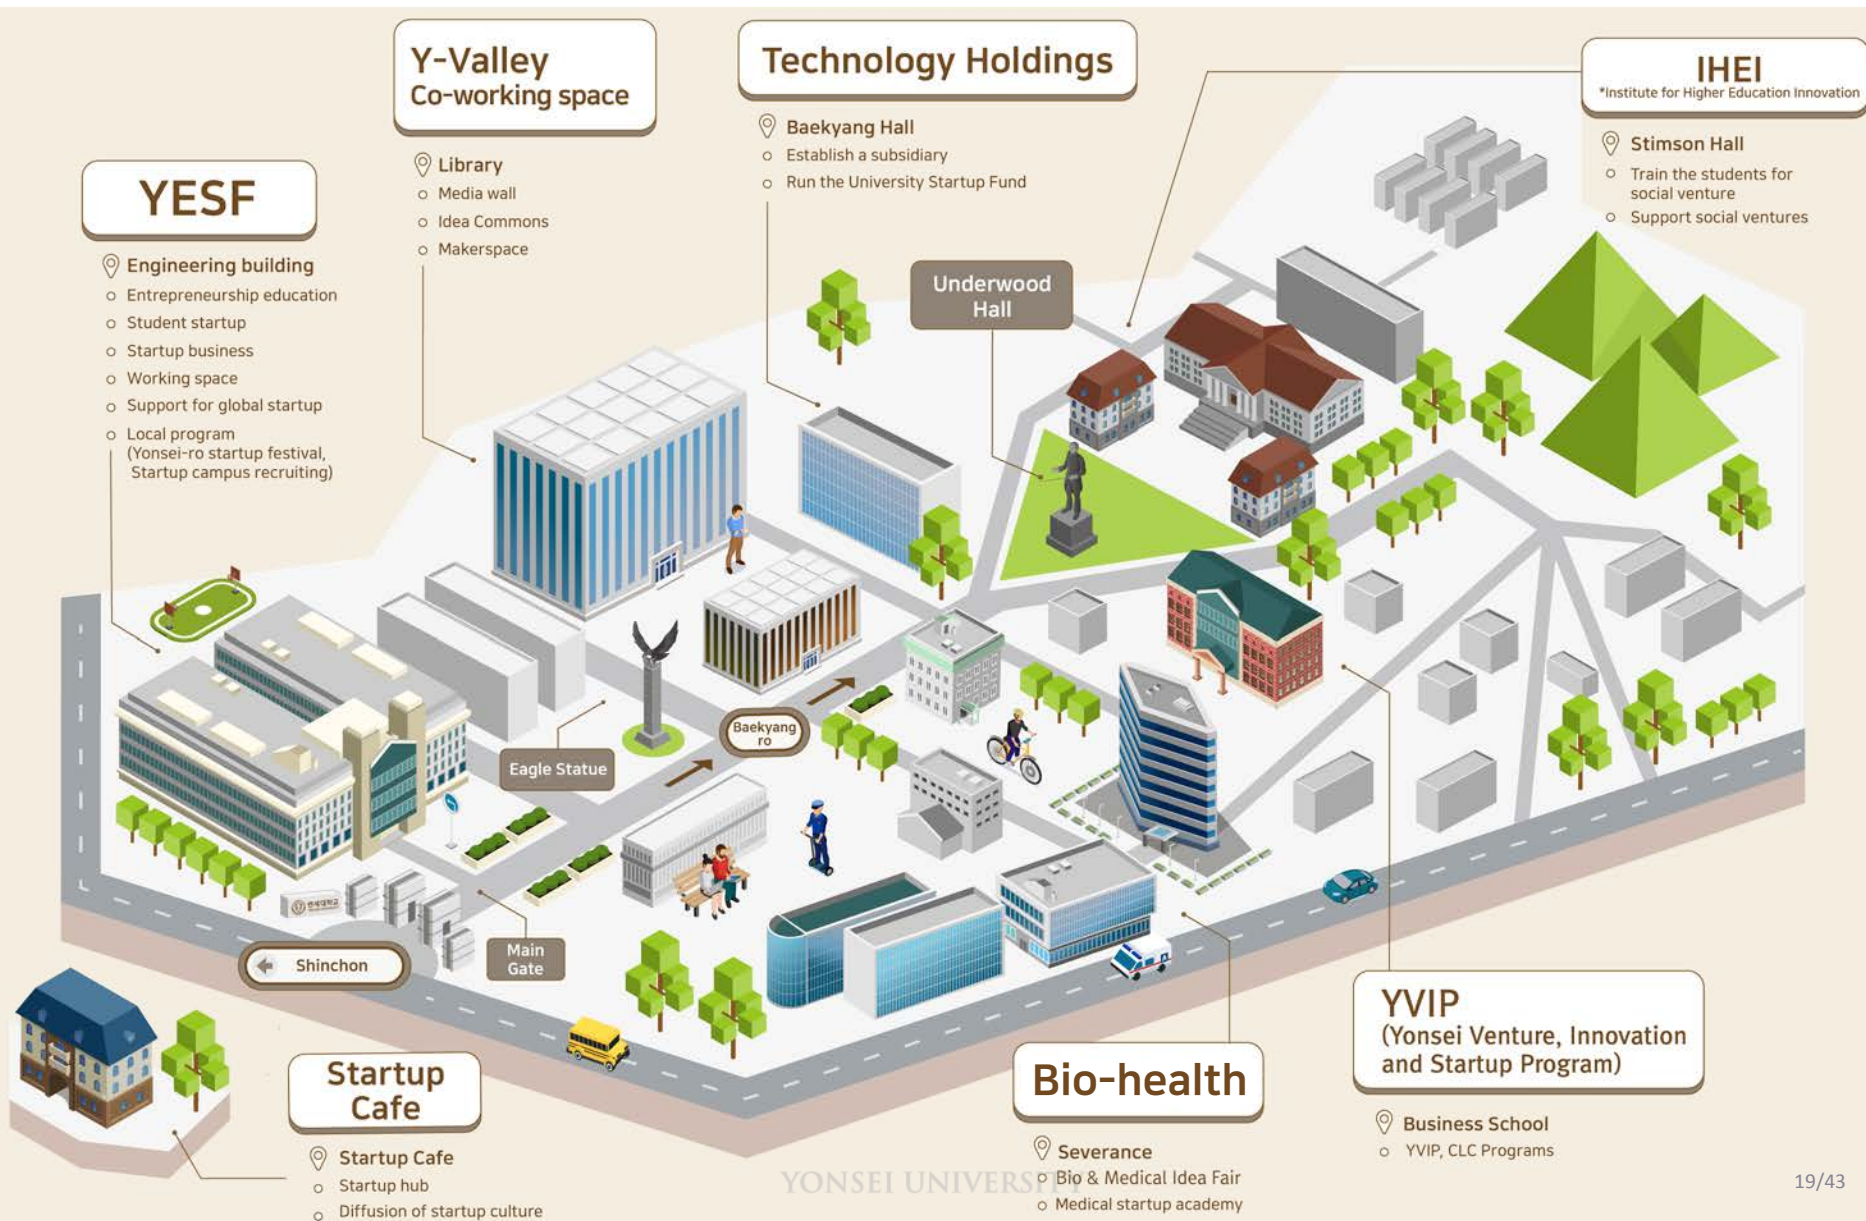 YESF
Engineering building
Entrepreneurship education
Student startup
Startup business
Working space
Support for global startup
Local program
(Yonsei-ro startup festival,
Startup campus recruiting)
Y-Valley
Co-working space
Library
Media wall
Idea Commons
Makerspace
Technology Holdings
Baekyang Hall
Establish a subsidiary
Run the University Startup Fund
IHEI
*Institute for Higher Education Innovation
Stimson Hall
Train the students for
social venture
Support social ventures
Underwood
Hall
Baekyang
ro
Eagle Statue
연세대학교
Main
Gate
Shinchon
Startup
Cafe
Startup Cafe
Startup hub
Diffusion of startup culture
Bio-health
Severance
Bio & Medical Idea Fair
Medical startup academy
YVIP
(Yonsei Venture, Innovation
and Startup Program)
Business School
YVIP, CLC Programs
YONSEI UNIVERSITY
19/43